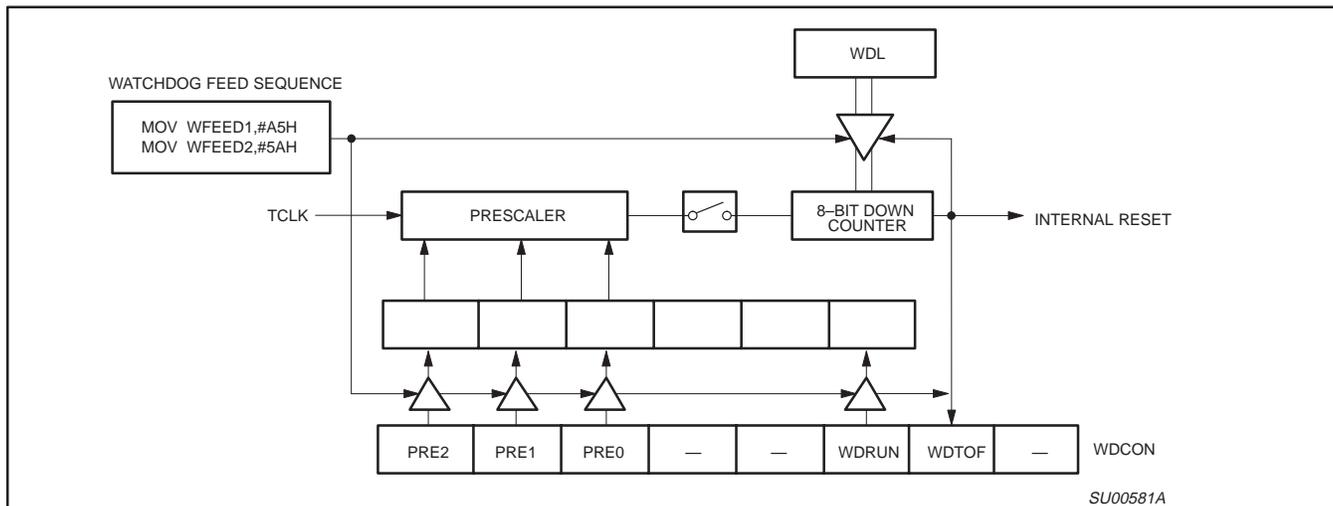 WDL
WATCHDOG FEED SEQUENCE
MOV WFEED1,#A5H
MOV WFEED2,#5AH
TCLK
PRESCALER
8–BIT DOWN
COUNTER
INTERNAL RESET
PRE2 PRE1 PRE0 — — WDRUN WDTOF — WDCON
SU00581A